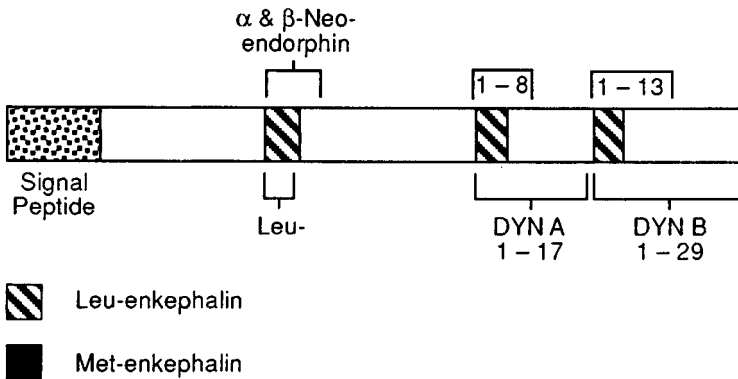 α & β-Neo-
endorphin
1 – 8
1 – 13
Signal
Peptide
Leu-
DYN A
1 – 17
DYN B
1 – 29
Leu-enkephalin
Met-enkephalin